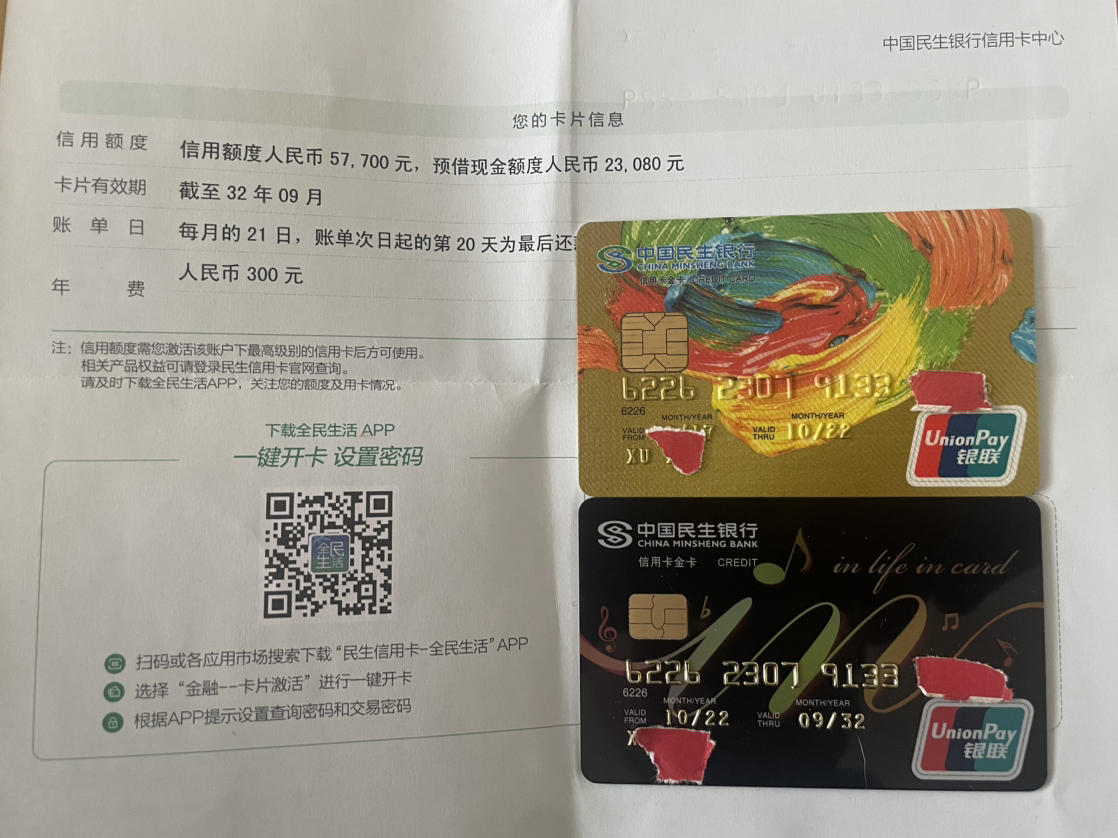 中国民生银行信用卡中心
您的卡片信息
信用额度 信用额度人民币 57,700 元，预借现金额度人民币 23,080 元
卡片有效期 截至 32 年 09 月
账单日 每月的 21 日，账单次日起的第 20 天为最后还
年费 人民币 300 元
注：信用额度需您激活该账户下最高级别的信用卡后方可使用。
相关产品权益可请登录民生信用卡官网查询。
请及时下载全民生活APP，关注您的额度及用卡情况。
下载全民生活 APP
一键开卡 设置密码
全民
生活
扫码或各应用市场搜索下载“民生信用卡-全民生活”APP
选择“金融--卡片激活”进行一键开卡
根据APP提示设置查询密码和交易密码
中国民生银行
CHINA MINSHENG BANK
信用卡金卡 CREDIT CARD
6226 2307 9133
6226
MONTH/YEAR MONTH/YEAR
VALID FROM VALID THRU 10/22
XU
UnionPay
银联
中国民生银行
CHINA MINSHENG BANK
信用卡金卡 CREDIT
in life in card
6226 2307 9133
6226
MONTH/YEAR MONTH/YEAR
VALID FROM 10/22 VALID THRU 09/32
X
UnionPay
银联